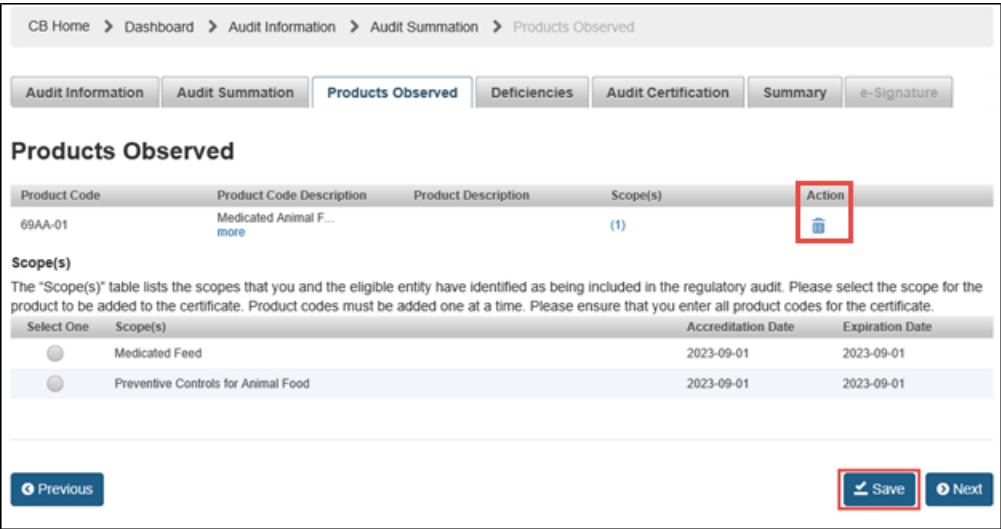 CB Home > Dashboard > Audit Information > Audit Summation > Products Observed
Audit Information Audit Summation Products Observed Deficiencies Audit Certification Summary e-Signature
Products Observed
Product Code Product Code Description Product Description Scope(s) Action
69AA-01 Medicated Animal F... (1)
more
Scope(s)
The "Scope(s)" table lists the scopes that you and the eligible entity have identified as being included in the regulatory audit. Please select the scope for the
product to be added to the certificate. Product codes must be added one at a time. Please ensure that you enter all product codes for the certificate.
Select One Scope(s) Accreditation Date Expiration Date
Medicated Feed 2023-09-01 2023-09-01
Preventive Controls for Animal Food 2023-09-01 2023-09-01
Previous Save Next